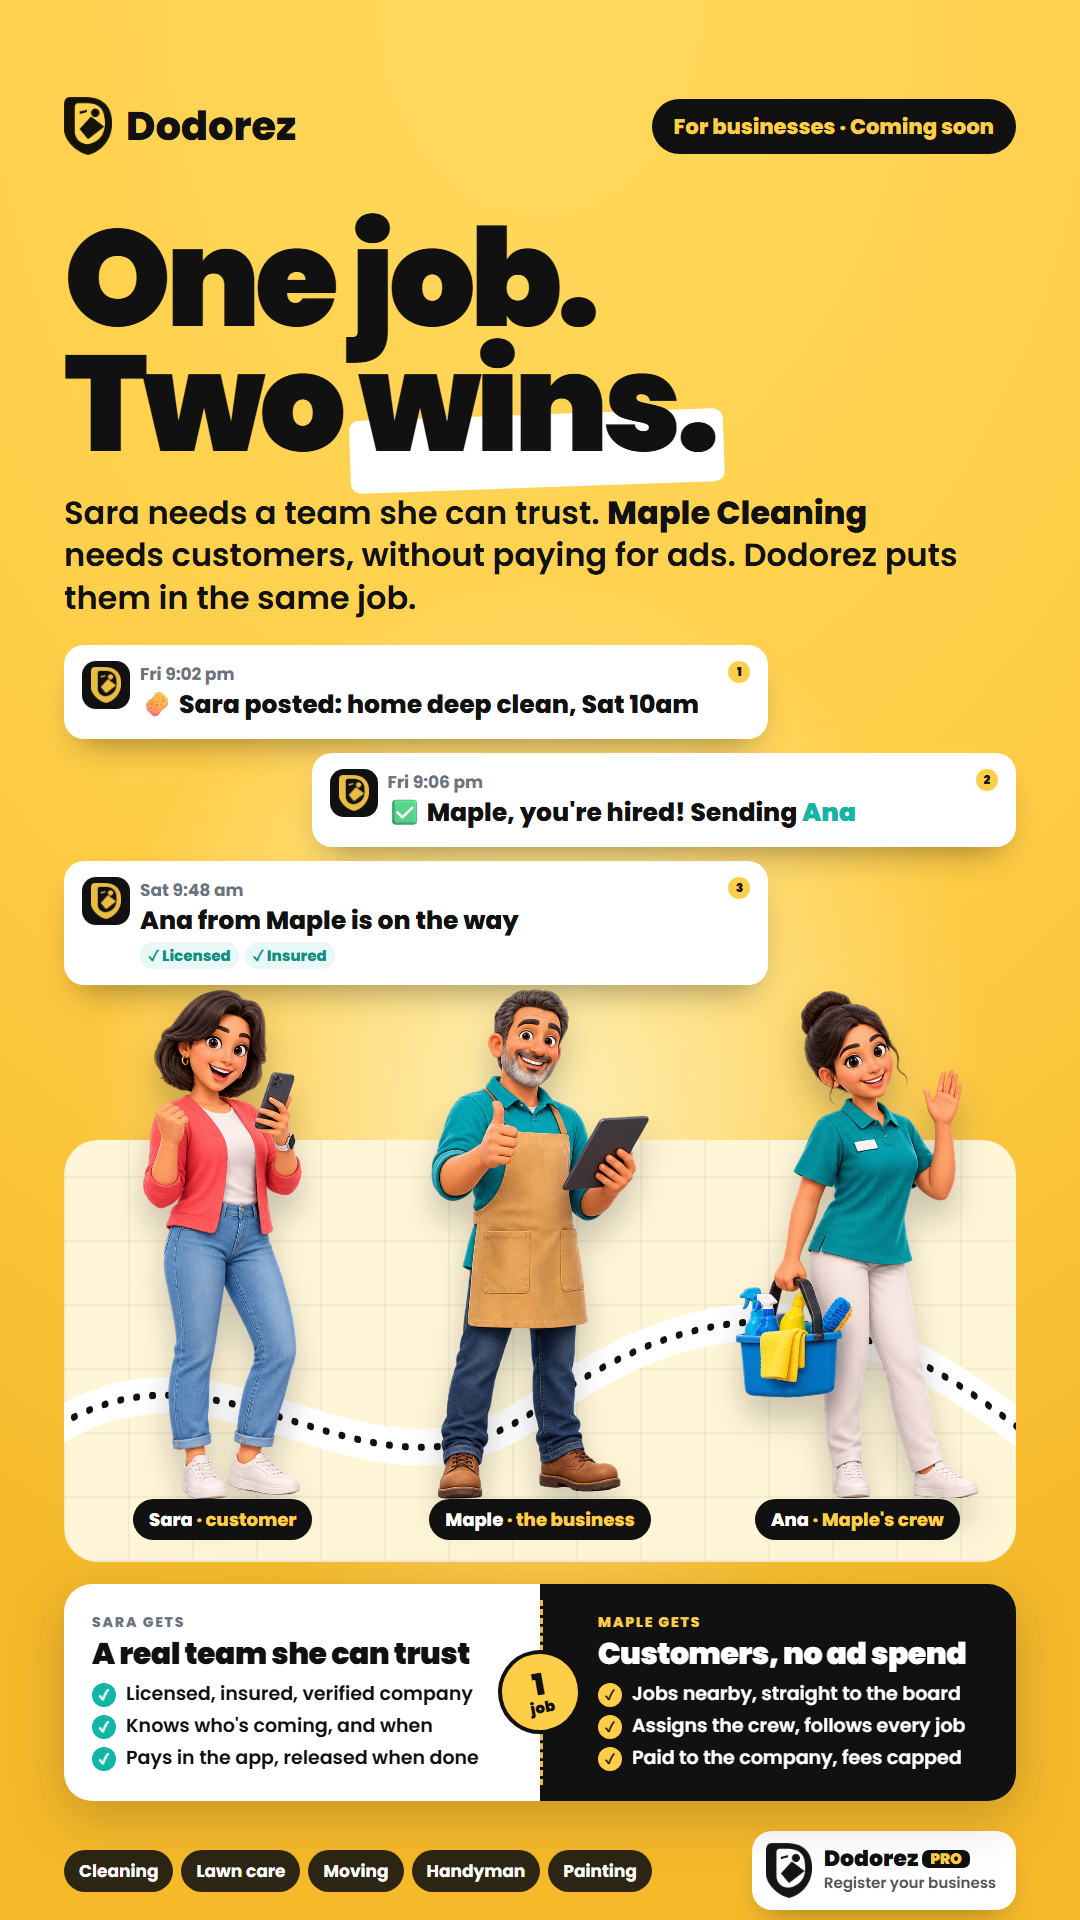 Dodorez
For businesses · Coming soon
One job.
Two wins.
Sara needs a team she can trust. Maple Cleaning
needs customers, without paying for ads. Dodorez puts
them in the same job.
Fri 9:02 pm
1
Sara posted: home deep clean, Sat 10am
Fri 9:06 pm
2
✅ Maple, you're hired! Sending Ana
Sat 9:48 am
3
Ana from Maple is on the way
✓ Licensed ✓ Insured
Sara · customer
Maple · the business
Ana · Maple's crew
SARA GETS
A real team she can trust
✓ Licensed, insured, verified company
✓ Knows who's coming, and when
✓ Pays in the app, released when done
1
job
MAPLE GETS
Customers, no ad spend
✓ Jobs nearby, straight to the board
✓ Assigns the crew, follows every job
✓ Paid to the company, fees capped
Cleaning
Lawn care
Moving
Handyman
Painting
Dodorez PRO
Register your business